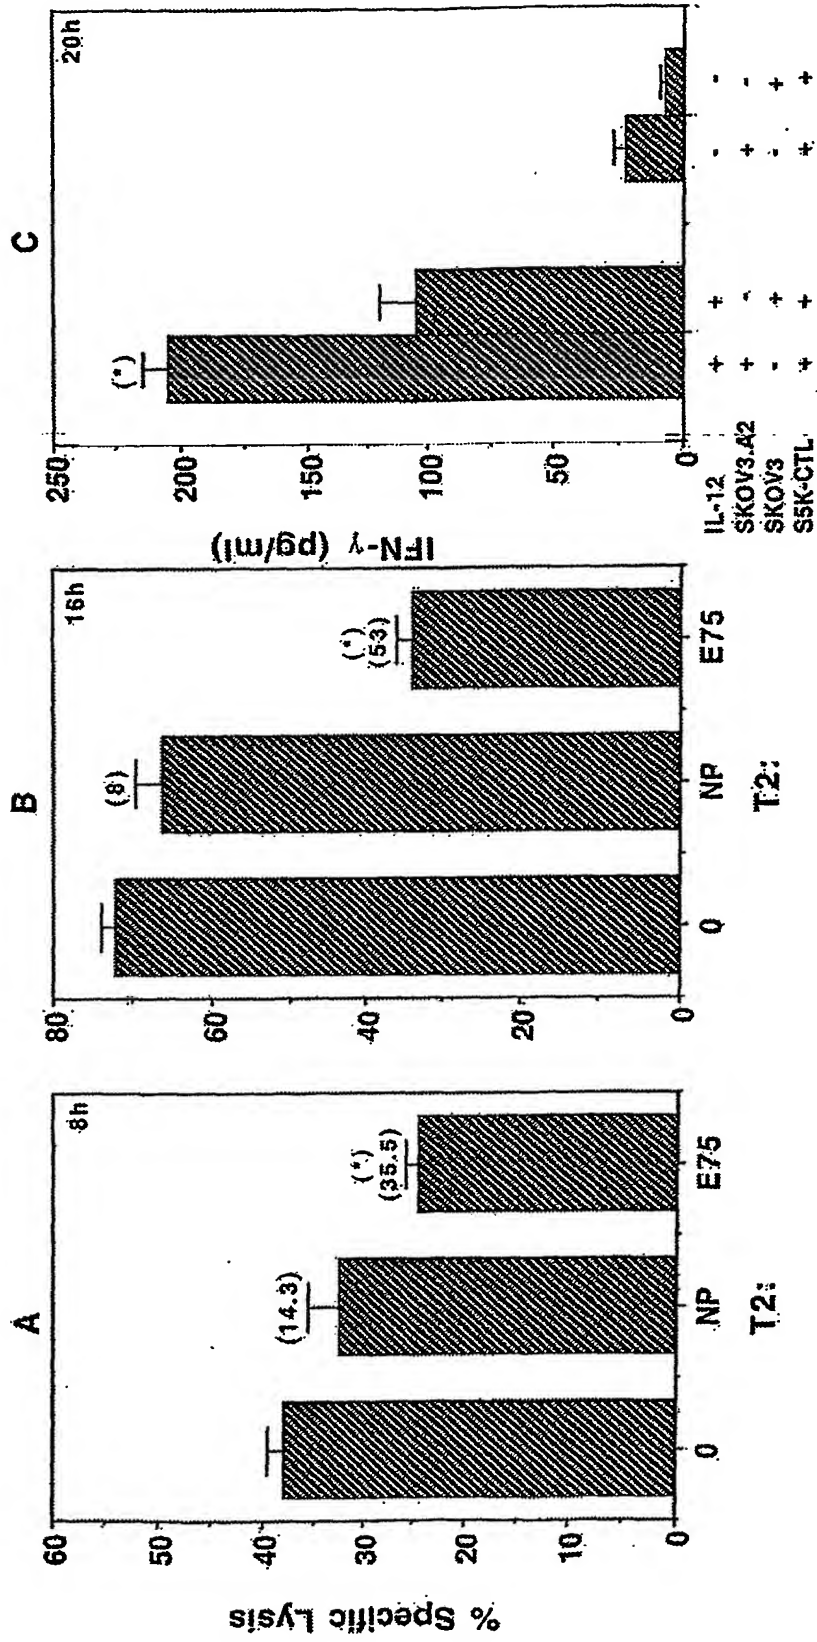 A
8h
% Specific Lysis
60
50
40
30
20
10
0
(14.3)
(*)
(35.5)
0
NP
E75
T2:
B
16h
80
60
40
20
0
(8)
(*)
(53)
0
NP
E75
T2:
C
20h
IFN-γ (pg/ml)
250
200
150
100
50
0
(*)
IL-12 + + - -
SKOV3.A2 + - + -
SKOV3 - + - +
S5K-CTL + + + +